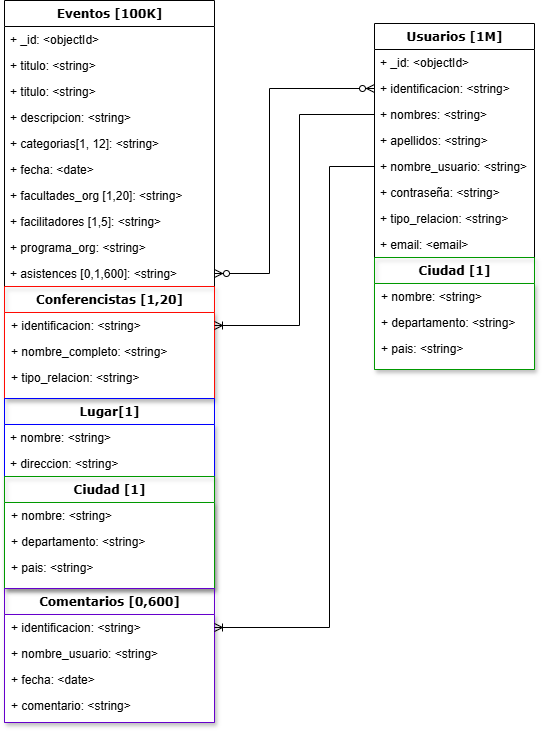 Eventos [100K]
+ _id: <objectId>
+ titulo: <string>
+ titulo: <string>
+ descripcion: <string>
+ categorias[1, 12]: <string>
+ fecha: <date>
+ facultades_org [1,20]: <string>
+ facilitadores [1,5]: <string>
+ programa_org: <string>
+ asistences [0,1,600]: <string>
Conferencistas [1,20]
+ identificacion: <string>
+ nombre_completo: <string>
+ tipo_relacion: <string>
Lugar[1]
+ nombre: <string>
+ direccion: <string>
Ciudad [1]
+ nombre: <string>
+ departamento: <string>
+ pais: <string>
Comentarios [0,600]
+ identificacion: <string>
+ nombre_usuario: <string>
+ fecha: <date>
+ comentario: <string>
Usuarios [1M]
+ _id: <objectId>
+ identificacion: <string>
+ nombres: <string>
+ apellidos: <string>
+ nombre_usuario: <string>
+ contraseña: <string>
+ tipo_relacion: <string>
+ email: <email>
Ciudad [1]
+ nombre: <string>
+ departamento: <string>
+ pais: <string>